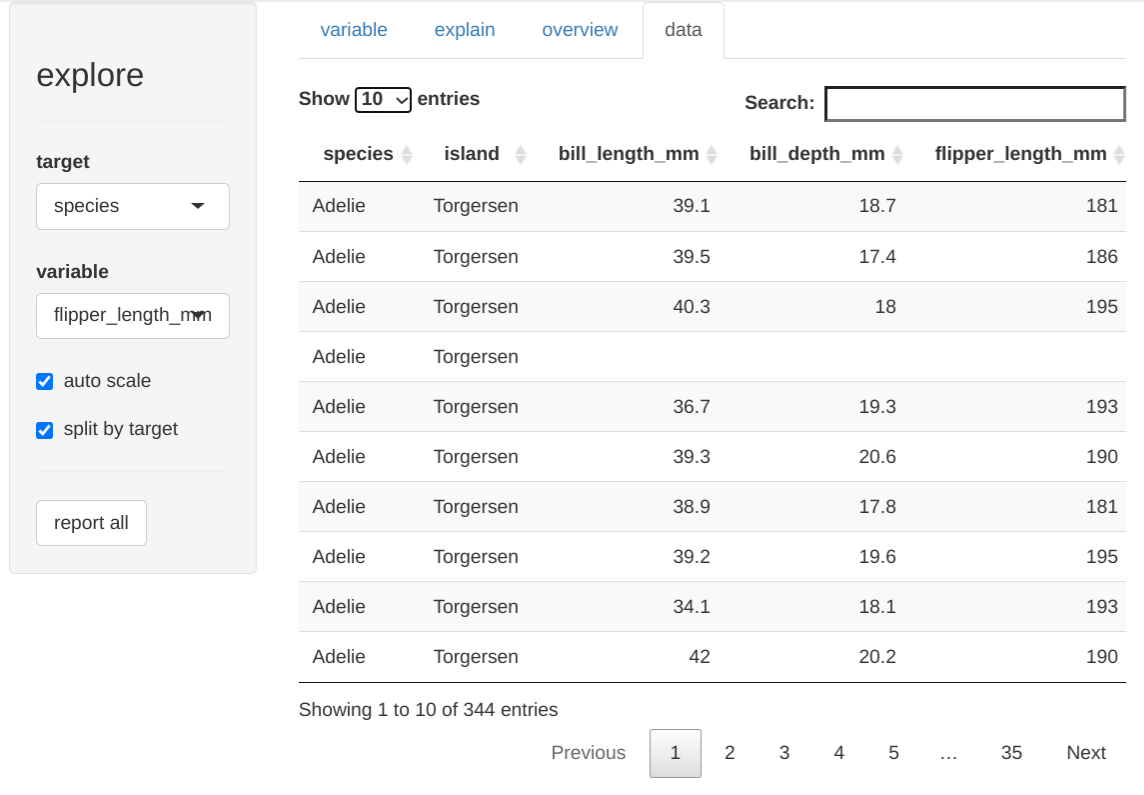 explore
target
species
variable
flipper_length_mm
auto scale
split by target
report all
variable explain overview data
Show 10 entries
Search:
species island bill_length_mm bill_depth_mm flipper_length_mm
Adelie Torgersen 39.1 18.7 181
Adelie Torgersen 39.5 17.4 186
Adelie Torgersen 40.3 18 195
Adelie Torgersen
Adelie Torgersen 36.7 19.3 193
Adelie Torgersen 39.3 20.6 190
Adelie Torgersen 38.9 17.8 181
Adelie Torgersen 39.2 19.6 195
Adelie Torgersen 34.1 18.1 193
Adelie Torgersen 42 20.2 190
Showing 1 to 10 of 344 entries
Previous 1 2 3 4 5 … 35 Next